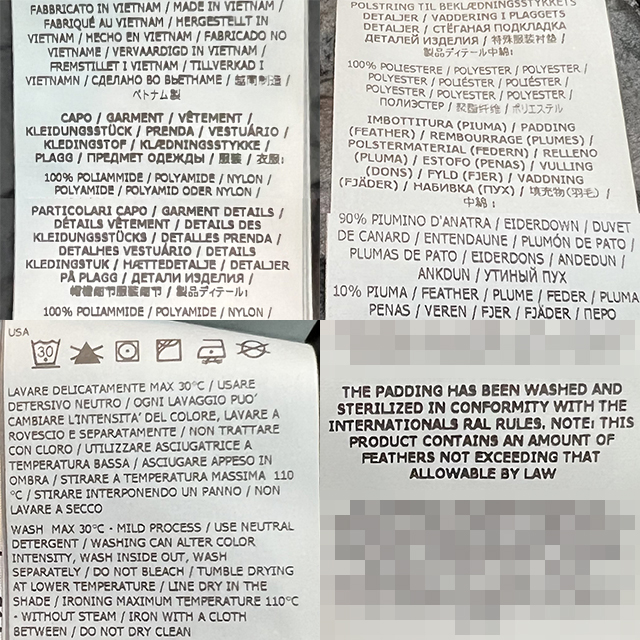 FABBRICATO IN VIETNAM / MADE IN VIETNAM /
FABRIQUÉ AU VIETNAM / HERGESTELLT IN
VIETNAM / HECHO EN VIETNAM / FABRICADO NO
VIETNAM / VERVAARDIGD IN VIETNAM /
FREMSTILLET I VIETNAM / TILLVERKAD I
VIETNAMN / СДЕЛАНО ВО ВЬЕТНАМЕ / 越南制造 /
ベトナム製
CAPO / GARMENT / VÊTEMENT /
KLEIDUNGSSTÜCK / PRENDA / VESTUÁRIO /
KLEDINGSTOF / KLÆDNINGSSTYKKE /
PLAGG / ПРЕДМЕТ ОДЕЖДЫ / 服装 / 衣服:
100% POLIAMMIDE / POLYAMIDE / NYLON /
POLYAMIDE / POLYAMID ODER NYLON /
PARTICOLARI CAPO / GARMENT DETAILS /
DÉTAILS VÊTEMENT / DETAILS DES
KLEIDUNGSSTÜCKS / DETALLES PRENDA /
DETALHES VESTUÁRIO / DETAILS
KLEDINGSTUK / HÆTTEDETALJE / DETALJER
PÅ PLAGG / ДЕТАЛИ ИЗДЕЛИЯ /
服装细节 / 製品ディテール:
100% POLIAMMIDE / POLYAMIDE / NYLON /
POLSTRING TIL BEKLÆDNINGSSTYKKETS
DETALJER / VADDERING I PLAGGETS
DETALJER / СТЁГАНАЯ ПОДКЛАДКА
ДЕТАЛЕЙ ИЗДЕЛИЯ / 特殊服装衬垫 /
製品ディテール中綿:
100% POLIESTERE / POLYESTER / POLYESTER /
POLYESTER / POLIÉSTER / POLIÉSTER /
POLYESTER / POLYESTER / POLYESTER /
ПОЛИЭСТЕР / 聚酯纤维 / ポリエステル
IMBOTTITURA (PIUMA) / PADDING
(FEATHER) / REMBOURRAGE (PLUMES) /
POLSTERMATERIAL (FEDERN) / RELLENO
(PLUMA) / ESTOFO (PENAS) / VULLING
(DONS) / FYLD (FJER) / VADDNING
(FJÄDER) / НАБИВКА (ПУХ) / 填充物(羽毛) /
中綿:
90% PIUMINO D'ANATRA / EIDERDOWN / DUVET
DE CANARD / ENTENDAUNE / PLUMÓN DE PATO /
PLUMAS DE PATO / EIDERDONS / ANDEDUN /
ANKDUN / УТИНЫЙ ПУХ
10% PIUMA / FEATHER / PLUME / FEDER / PLUMA
PENAS / VEREN / FJER / FJÄDER / ПЕРО
USA
30
LAVARE DELICATAMENTE MAX 30°C / USARE
DETERSIVO NEUTRO / OGNI LAVAGGIO PUO'
CAMBIARE L'INTENSITA' DEL COLORE, LAVARE A
ROVESCIO E SEPARATAMENTE / NON TRATTARE
CON CLORO / UTILIZZARE ASCIUGATRICE A
TEMPERATURA BASSA / ASCIUGARE APPESO IN
OMBRA / STIRARE A TEMPERATURA MASSIMA 110
°C / STIRARE INTERPONENDO UN PANNO / NON
LAVARE A SECCO
WASH MAX 30°C - MILD PROCESS / USE NEUTRAL
DETERGENT / WASHING CAN ALTER COLOR
INTENSITY, WASH INSIDE OUT, WASH
SEPARATELY / DO NOT BLEACH / TUMBLE DRYING
AT LOWER TEMPERATURE / LINE DRY IN THE
SHADE / IRONING MAXIMUM TEMPERATURE 110°C
- WITHOUT STEAM / IRON WITH A CLOTH
BETWEEN / DO NOT DRY CLEAN
THE PADDING HAS BEEN WASHED AND
STERILIZED IN CONFORMITY WITH THE
INTERNATIONALS RAL RULES. NOTE: THIS
PRODUCT CONTAINS AN AMOUNT OF
FEATHERS NOT EXCEEDING THAT
ALLOWABLE BY LAW